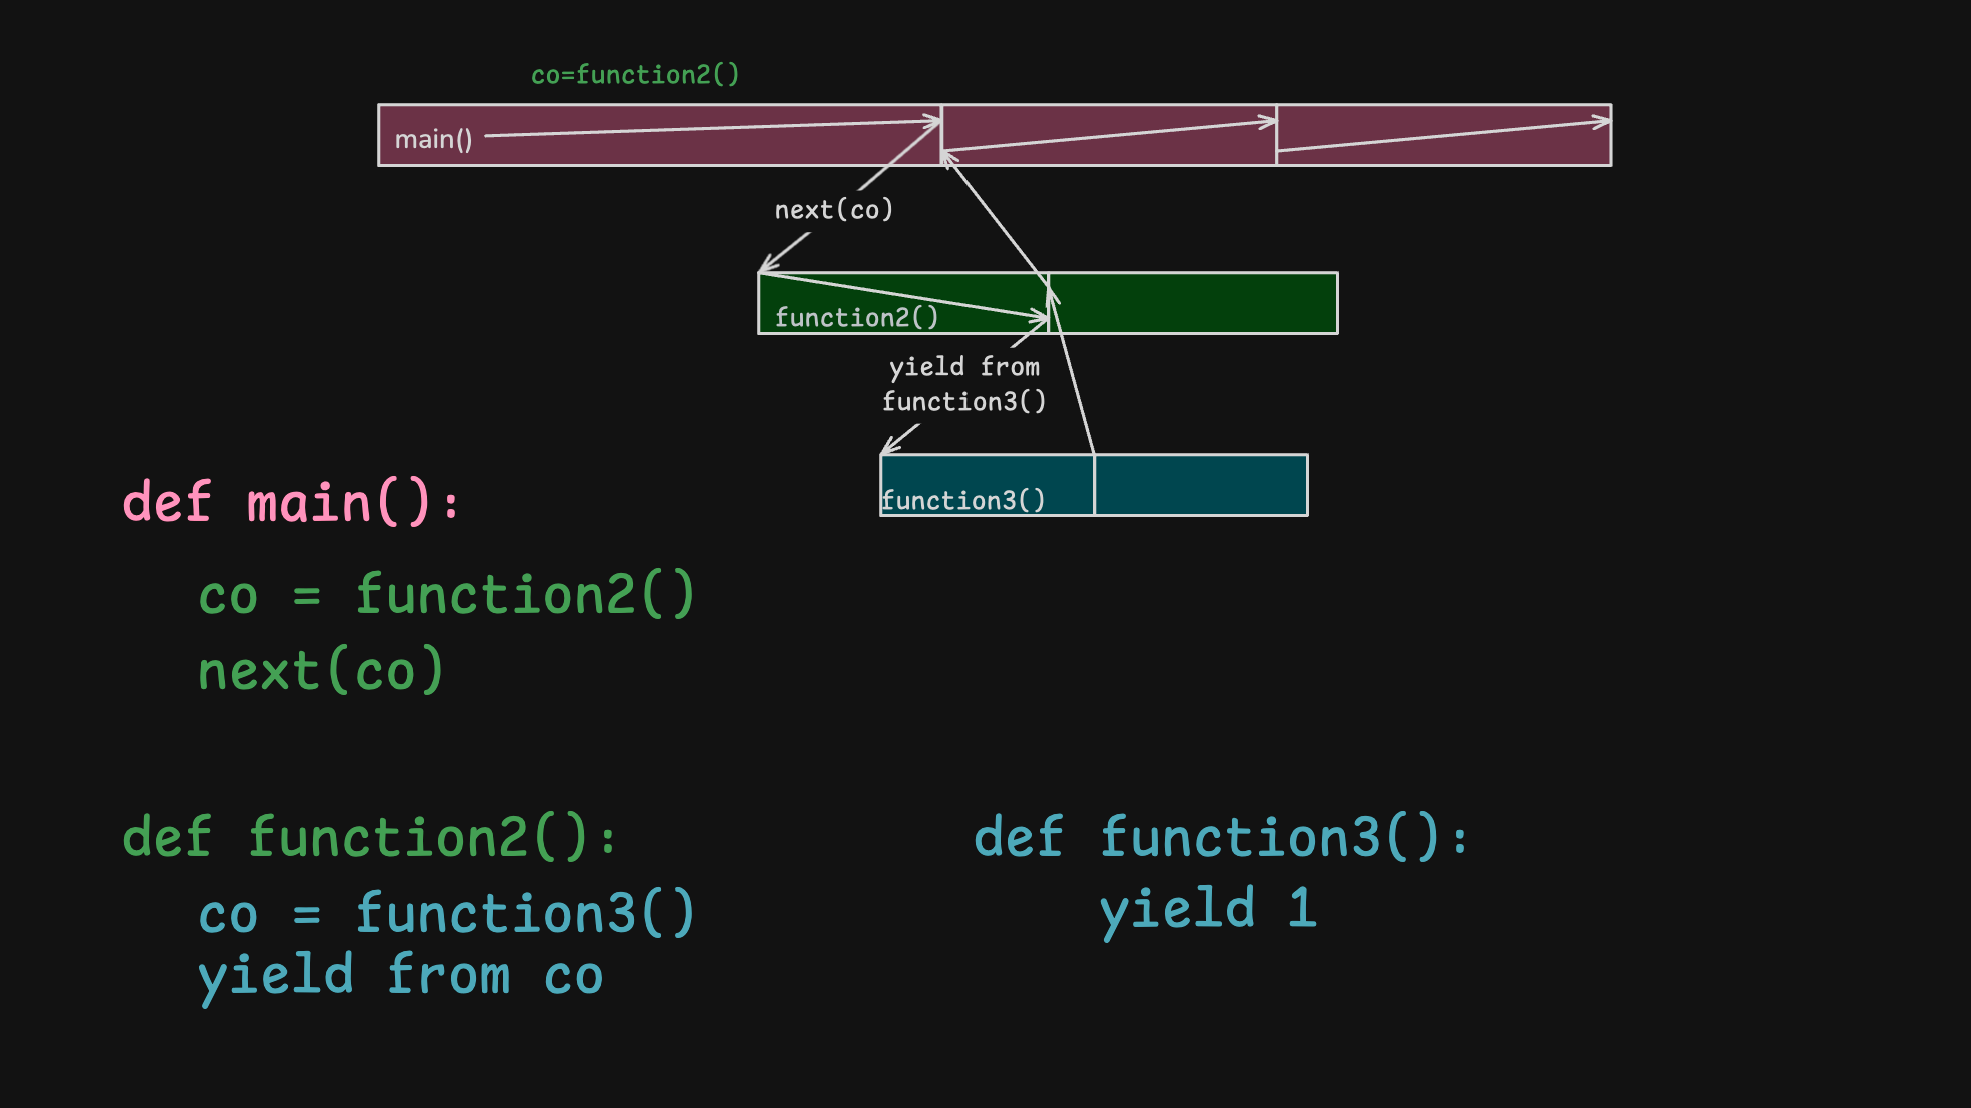 co=function2()
main()
next(co)
function2()
yield from
function3()
function3()
def main():
co = function2()
next(co)
def function2():
co = function3()
yield from co
def function3():
yield 1